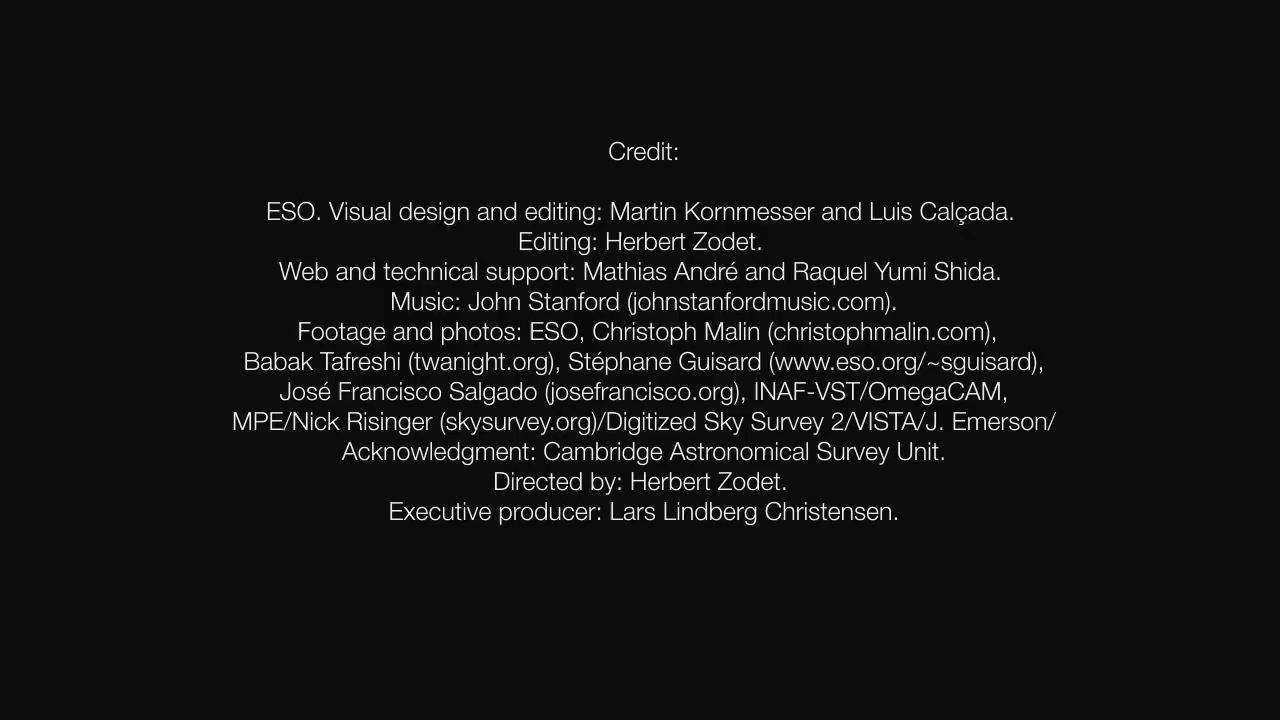 Credit:
ESO. Visual design and editing: Martin Kornmesser and Luis Calçada.
Editing: Herbert Zodet.
Web and technical support: Mathias André and Raquel Yumi Shida.
Music: John Stanford (johnstanfordmusic.com).
Footage and photos: ESO, Christoph Malin (christophmalin.com),
Babak Tafreshi (twanight.org), Stéphane Guisard (www.eso.org/~sguisard),
José Francisco Salgado (josefrancisco.org), INAF-VST/OmegaCAM,
MPE/Nick Risinger (skysurvey.org)/Digitized Sky Survey 2/VISTA/J. Emerson/
Acknowledgment: Cambridge Astronomical Survey Unit.
Directed by: Herbert Zodet.
Executive producer: Lars Lindberg Christensen.